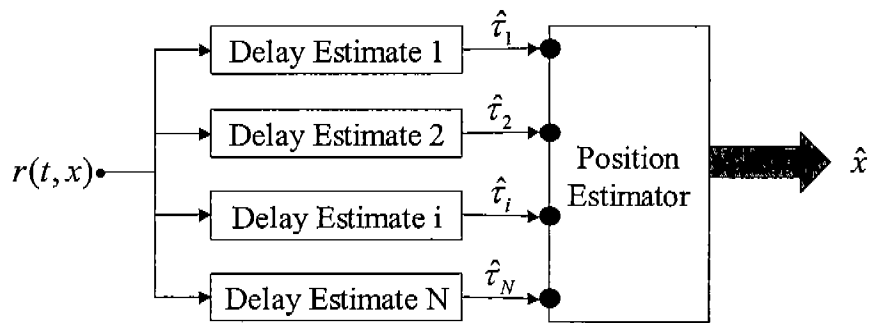 r(t, x)
Delay Estimate 1
τ̂₁
Delay Estimate 2
τ̂₂
Delay Estimate i
τ̂ᵢ
Delay Estimate N
τ̂_N
Position
Estimator
x̂